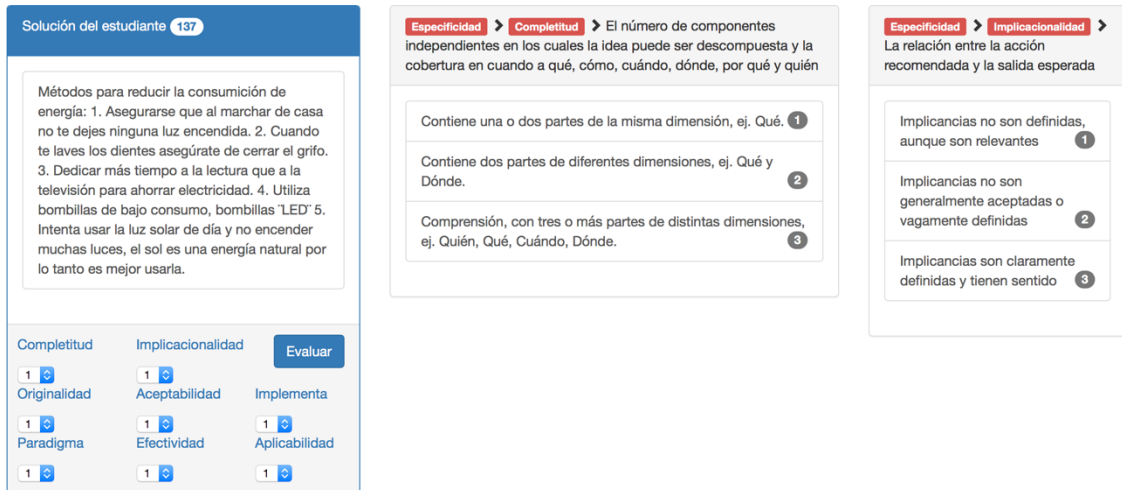 Solución del estudiante 137
Métodos para reducir la consumición de
energía: 1. Asegurarse que al marchar de casa
no te dejes ninguna luz encendida. 2. Cuando
te laves los dientes asegúrate de cerrar el grifo.
3. Dedicar más tiempo a la lectura que a la
televisión para ahorrar electricidad. 4. Utiliza
bombillas de bajo consumo, bombillas ¨LED¨ 5.
Intenta usar la luz solar de día y no encender
muchas luces, el sol es una energía natural por
lo tanto es mejor usarla.
Completitud Implicacionalidad Evaluar
1 1
Originalidad Aceptabilidad Implementa
1 1 1
Paradigma Efectividad Aplicabilidad
1 1 1
Especificidad > Completitud > El número de componentes
independientes en los cuales la idea puede ser descompuesta y la
cobertura en cuanto a qué, cómo, cuándo, dónde, por qué y quién
Contiene una o dos partes de la misma dimensión, ej. Qué. 1
Contiene dos partes de diferentes dimensiones, ej. Qué y
Dónde. 2
Comprensión, con tres o más partes de distintas dimensiones,
ej. Quién, Qué, Cuándo, Dónde. 3
Especificidad > Implicacionalidad >
La relación entre la acción
recomendada y la salida esperada
Implicancias no son definidas,
aunque son relevantes 1
Implicancias no son
generalmente aceptadas o
vagamente definidas 2
Implicancias son claramente
definidas y tienen sentido 3